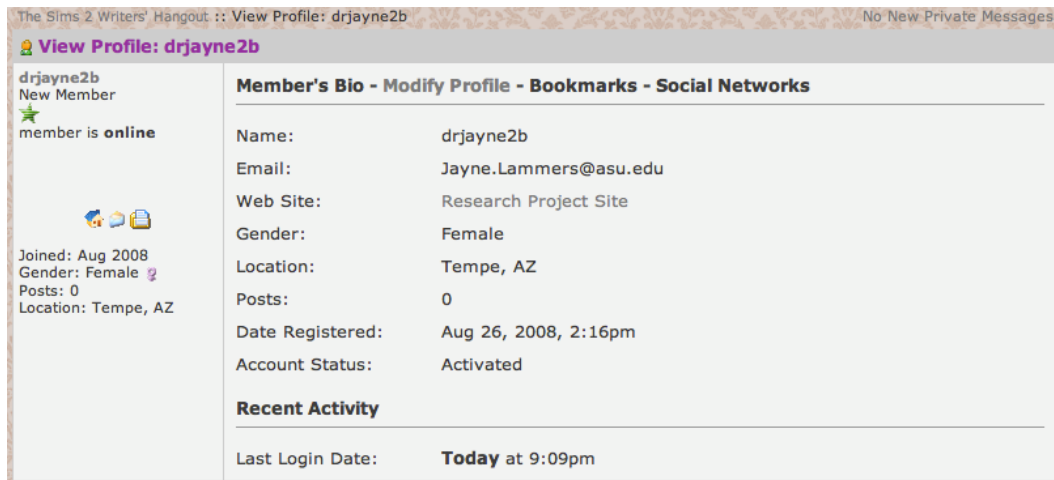 The Sims 2 Writers' Hangout :: View Profile: drjayne2b
No New Private Messages
View Profile: drjayne2b
drjayne2b
New Member
member is online
Joined: Aug 2008
Gender: Female
Posts: 0
Location: Tempe, AZ
Member's Bio - Modify Profile - Bookmarks - Social Networks
Name: drjayne2b
Email: Jayne.Lammers@asu.edu
Web Site: Research Project Site
Gender: Female
Location: Tempe, AZ
Posts: 0
Date Registered: Aug 26, 2008, 2:16pm
Account Status: Activated
Recent Activity
Last Login Date: Today at 9:09pm